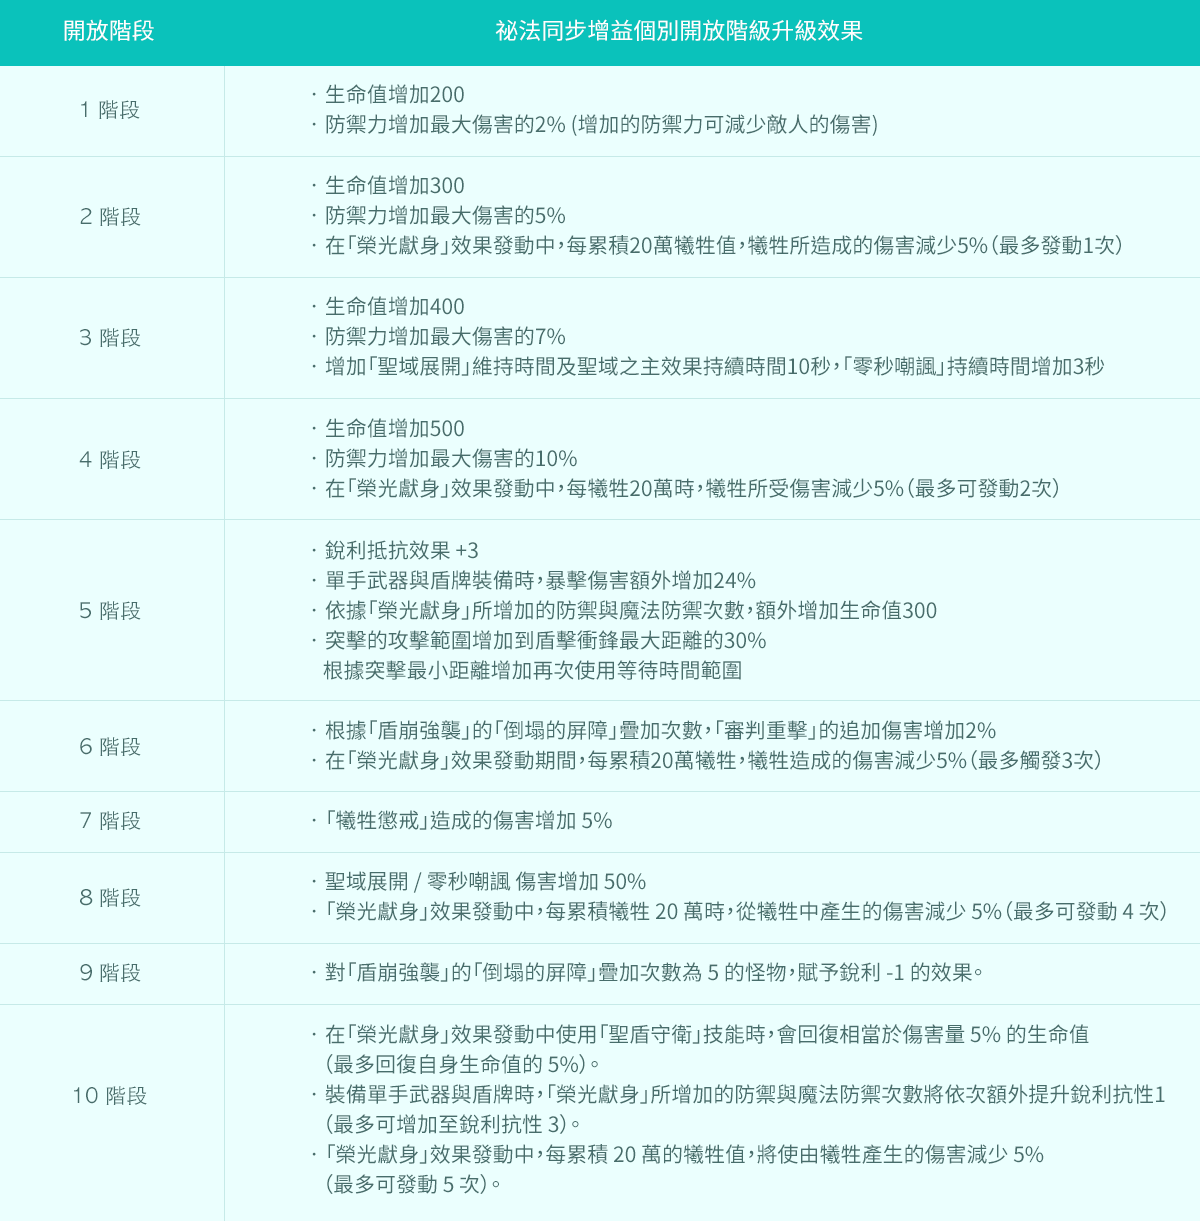 開放階段
祕法同步增益個別開放階級升級效果
1 階段
· 生命值增加200
· 防禦力增加最大傷害的2% (增加的防禦力可減少敵人的傷害)
2 階段
· 生命值增加300
· 防禦力增加最大傷害的5%
· 在「榮光獻身」效果發動中，每累積20萬犧牲值，犧牲所造成的傷害減少5%（最多發動1次）
3 階段
· 生命值增加400
· 防禦力增加最大傷害的7%
· 增加「聖域展開」維持時間及聖域之主效果持續時間10秒，「零秒嘲諷」持續時間增加3秒
4 階段
· 生命值增加500
· 防禦力增加最大傷害的10%
· 在「榮光獻身」效果發動中，每犧牲20萬時，犧牲所受傷害減少5%（最多可發動2次）
5 階段
· 銳利抵抗效果 +3
· 單手武器與盾牌裝備時，暴擊傷害額外增加24%
· 依據「榮光獻身」所增加的防禦與魔法防禦次數，額外增加生命值300
· 突擊的攻擊範圍增加到盾擊衝鋒最大距離的30%
根據突擊最小距離增加再次使用等待時間範圍
6 階段
· 根據「盾崩強襲」的「倒塌的屏障」疊加次數，「審判重擊」的追加傷害增加2%
· 在「榮光獻身」效果發動期間，每累積20萬犧牲，犧牲造成的傷害減少5%（最多觸發3次）
7 階段
· 「犧牲懲戒」造成的傷害增加 5%
8 階段
· 聖域展開 / 零秒嘲諷 傷害增加 50%
· 「榮光獻身」效果發動中，每累積犧牲 20 萬時，從犧牲中產生的傷害減少 5%（最多可發動 4 次）
9 階段
· 對「盾崩強襲」的「倒塌的屏障」疊加次數為 5 的怪物，賦予銳利 -1 的效果。
10 階段
· 在「榮光獻身」效果發動中使用「聖盾守衛」技能時，會回復相當於傷害量 5% 的生命值
（最多回復自身生命值的 5%）。
· 裝備單手武器與盾牌時，「榮光獻身」所增加的防禦與魔法防禦次數將依次額外提升銳利抗性1
（最多可增加至銳利抗性 3）。
· 「榮光獻身」效果發動中，每累積 20 萬的犧牲值，將使由犧牲產生的傷害減少 5%
（最多可發動 5 次）。